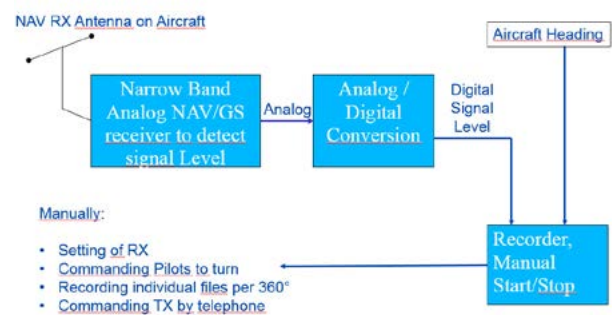 NAV RX Antenna on Aircraft
Aircraft Heading
Narrow Band
Analog NAV/GS
receiver to detect
signal Level
Analog
Analog /
Digital
Conversion
Digital
Signal
Level
Manually:
• Setting of RX
• Commanding Pilots to turn
• Recording individual files per 360°
• Commanding TX by telephone
Recorder,
Manual
Start/Stop